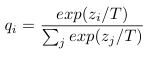 q_i = \frac{exp(z_i/T)}{\sum_j exp(z_j/T)}